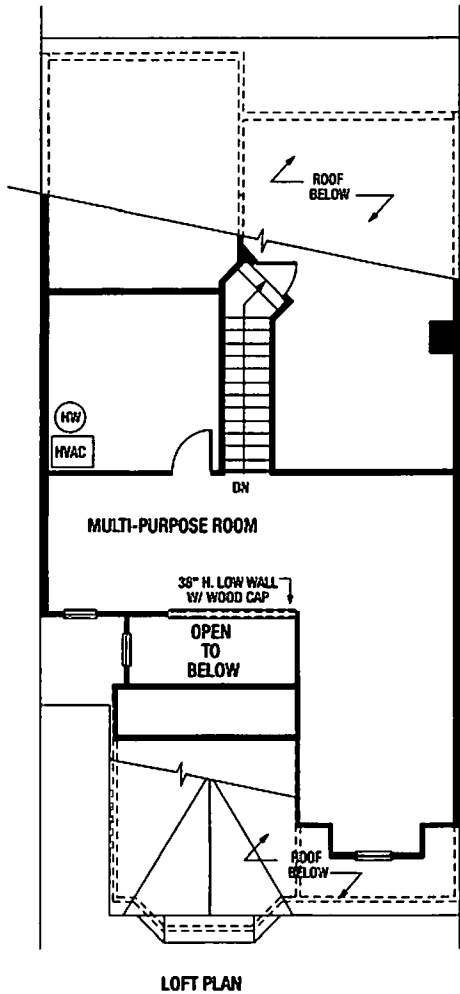 ROOF
BELOW
HW
HVAC
DN
MULTI-PURPOSE ROOM
38" H. LOW WALL
W/ WOOD CAP
OPEN
TO
BELOW
ROOF
BELOW
LOFT PLAN